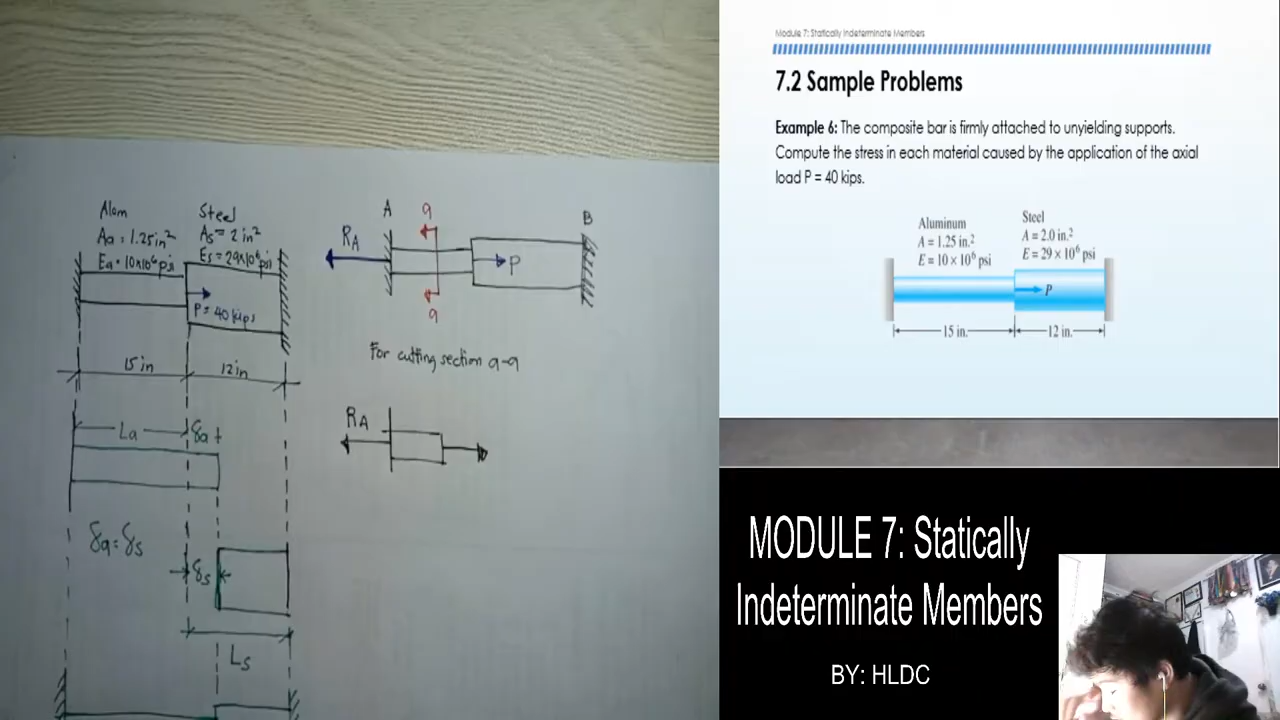 Alum
Aa = 1.25in²
Ea = 10x10⁶ psi
Steel
As = 2 in²
Es = 29x10⁶ psi
P = 40 kips
15 in
12 in
La
δa
δa = δs
δs
Ls
A
a
B
RA
P
a
For cutting section a-a
RA
Module 7: Statically Indeterminate Members
7.2 Sample Problems
Example 6: The composite bar is firmly attached to unyielding supports.
Compute the stress in each material caused by the application of the axial
load P = 40 kips.
Aluminum
A = 1.25 in.²
E = 10 × 10⁶ psi
Steel
A = 2.0 in.²
E = 29 × 10⁶ psi
P
15 in.
12 in.
MODULE 7: Statically
Indeterminate Members
BY: HLDC